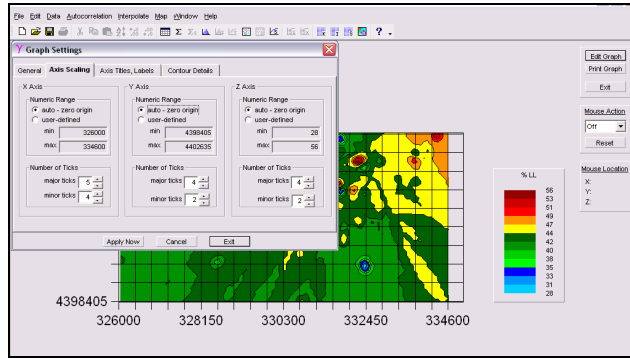 File Edit Data Autocorrelation Interpolate Map Window Help
Graph Settings
General Axis Scaling Axis Titles, Labels Contour Details
X Axis
Numeric Range
auto - zero origin
user-defined
min 326000
max 334600
Number of Ticks
major ticks 5
minor ticks 4
Y Axis
Numeric Range
auto - zero origin
user-defined
min 4398405
max 4402635
Number of Ticks
major ticks 4
minor ticks 2
Z Axis
Numeric Range
auto - zero origin
user-defined
min 28
max 56
Number of Ticks
major ticks 4
minor ticks 2
Apply Now Cancel Exit
Edit Graph
Print Graph
Exit
Mouse Action
Off
Reset
Mouse Location
X:
Y:
Z:
% LL
56
53
51
49
47
44
42
40
38
35
33
31
28
4398405
326000 328150 330300 332450 334600